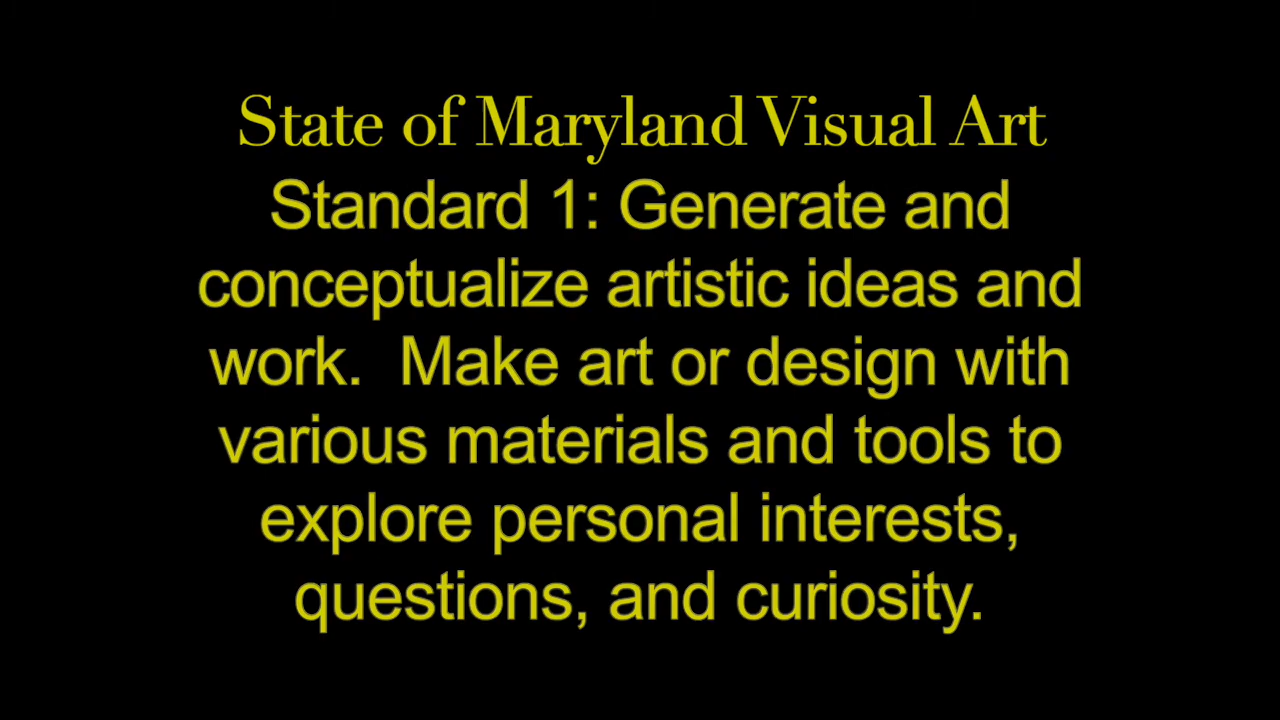 State of Maryland Visual Art
Standard 1: Generate and
conceptualize artistic ideas and
work.  Make art or design with
various materials and tools to
explore personal interests,
questions, and curiosity.